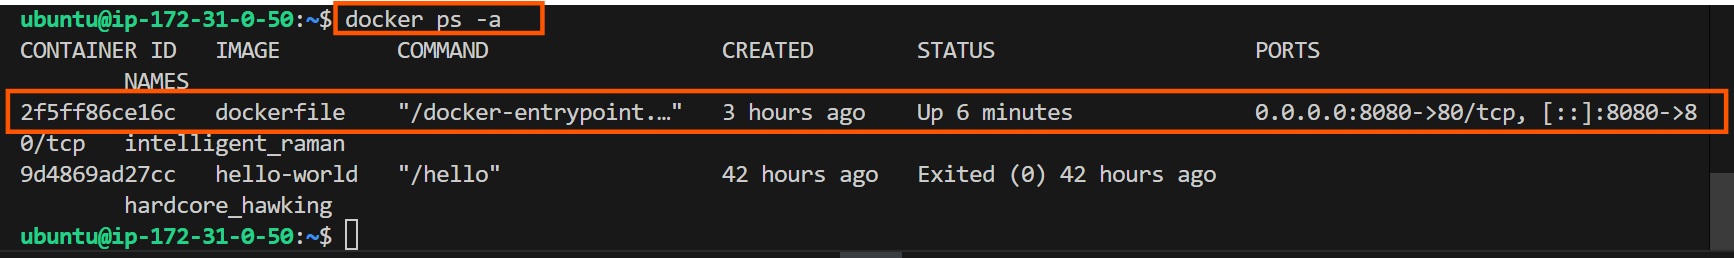 ubuntu@ip-172-31-0-50:~$ docker ps -a
CONTAINER ID   IMAGE         COMMAND                  CREATED        STATUS                    PORTS
        NAMES
2f5ff86ce16c   dockerfile    "/docker-entrypoint.…"   3 hours ago    Up 6 minutes              0.0.0.0:8080->80/tcp, [::]:8080->8
0/tcp   intelligent_raman
9d4869ad27cc   hello-world   "/hello"                 42 hours ago   Exited (0) 42 hours ago
        hardcore_hawking
ubuntu@ip-172-31-0-50:~$